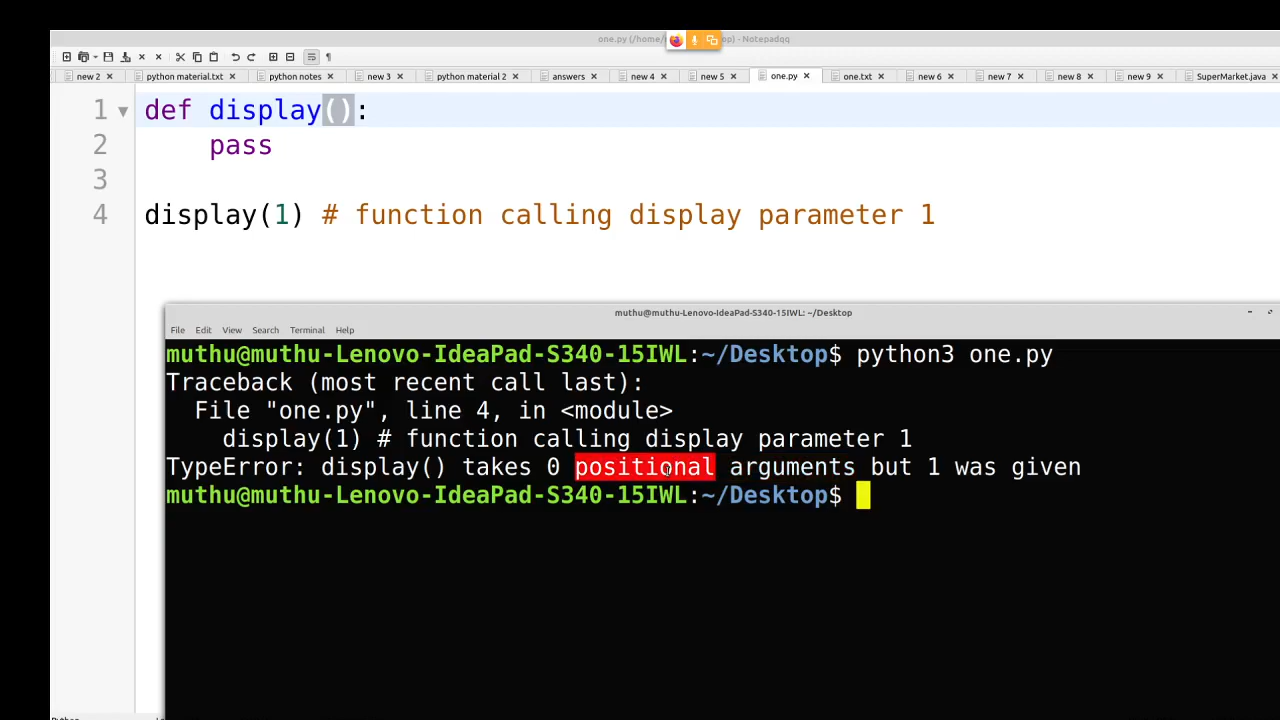 one.py (/home/ op) - Notepadqq
new 2 python material.txt python notes new 3 python material 2 answers new 4 new 5 one.py one.txt new 6 new 7 new 8 new 9 SuperMarket.java
1 def display():
2 pass
3
4 display(1) # function calling display parameter 1
muthu@muthu-Lenovo-IdeaPad-S340-15IWL: ~/Desktop
File Edit View Search Terminal Help
muthu@muthu-Lenovo-IdeaPad-S340-15IWL:~/Desktop$ python3 one.py
Traceback (most recent call last):
File "one.py", line 4, in <module>
display(1) # function calling display parameter 1
TypeError: display() takes 0 positional arguments but 1 was given
muthu@muthu-Lenovo-IdeaPad-S340-15IWL:~/Desktop$